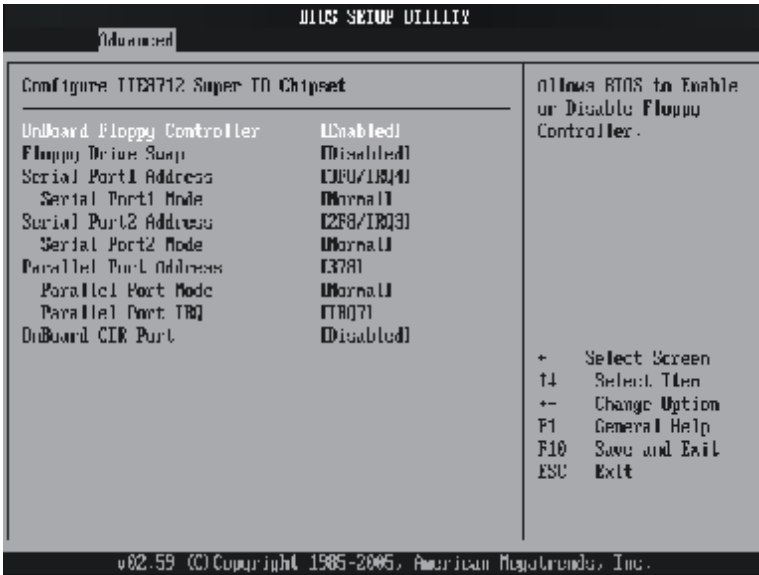 BIOS SETUP UTILITY
Advanced
Configure ITE8712 Super IO Chipset
OnBoard Floppy Controller [Enabled]
Floppy Drive Swap [Disabled]
Serial Port1 Address [3F8/IRQ4]
Serial Port1 Mode [Normal]
Serial Port2 Address [2F8/IRQ3]
Serial Port2 Mode [Normal]
Parallel Port Address [378]
Parallel Port Mode [Normal]
Parallel Port IRQ [IRQ7]
OnBoard CIR Port [Disabled]
Allows BIOS to Enable
or Disable Floppy
Controller.
← Select Screen
↑↓ Select Item
+- Change Option
F1 General Help
F10 Save and Exit
ESC Exit
v02.59 (C)Copyright 1985-2005, American Megatrends, Inc.